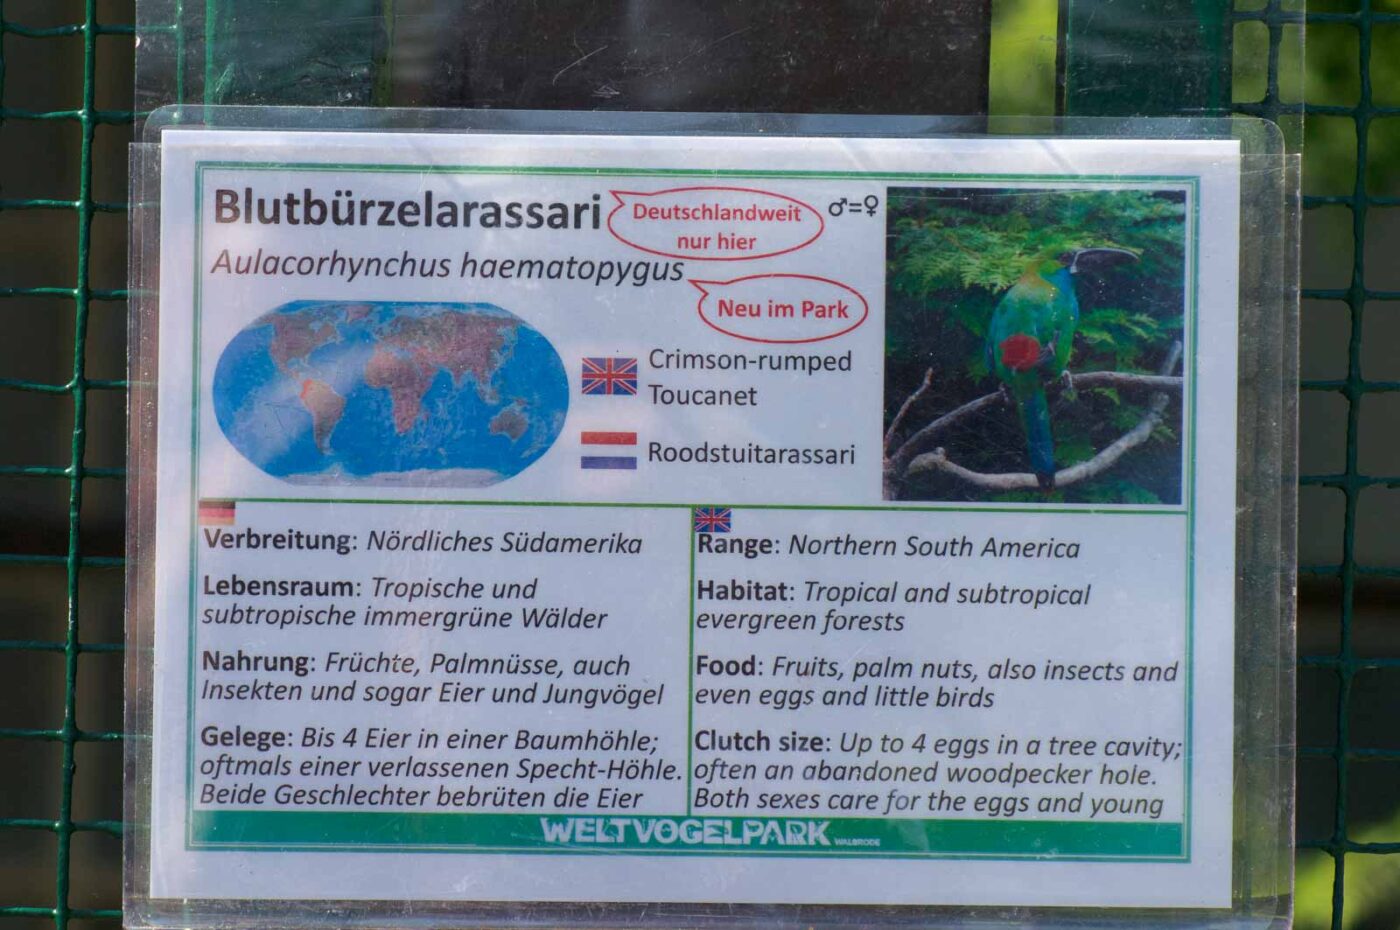 Blutbürzelarassari
Deutschlandweit
nur hier
♂=♀
Aulacorhynchus haematopygus
Neu im Park
Crimson-rumped
Toucanet
Roodstuitarassari
Verbreitung: Nördliches Südamerika
Lebensraum: Tropische und
subtropische immergrüne Wälder
Nahrung: Früchte, Palmnüsse, auch
Insekten und sogar Eier und Jungvögel
Gelege: Bis 4 Eier in einer Baumhöhle;
oftmals einer verlassenen Specht-Höhle.
Beide Geschlechter bebrüten die Eier
Range: Northern South America
Habitat: Tropical and subtropical
evergreen forests
Food: Fruits, palm nuts, also insects and
even eggs and little birds
Clutch size: Up to 4 eggs in a tree cavity;
often an abandoned woodpecker hole.
Both sexes care for the eggs and young
WELTVOGELPARK WALSRODE